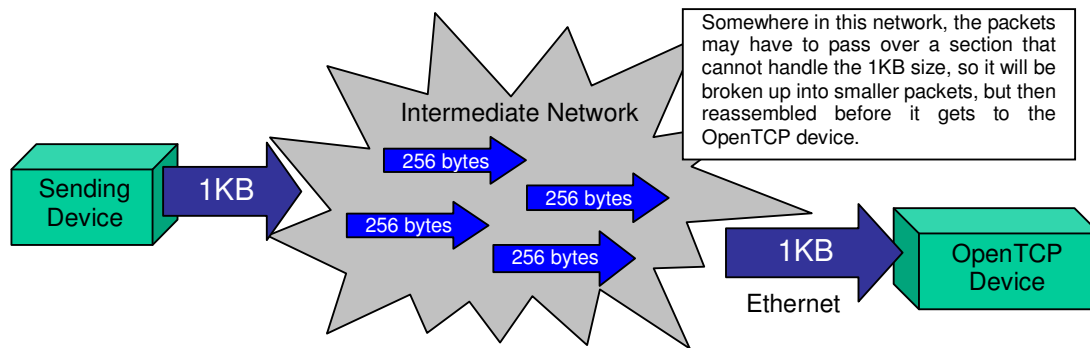 Somewhere in this network, the packets
may have to pass over a section that
cannot handle the 1KB size, so it will be
broken up into smaller packets, but then
reassembled before it gets to the
OpenTCP device.
Intermediate Network
256 bytes
Sending
Device
1KB
256 bytes
256 bytes
256 bytes
1KB
OpenTCP
Device
Ethernet